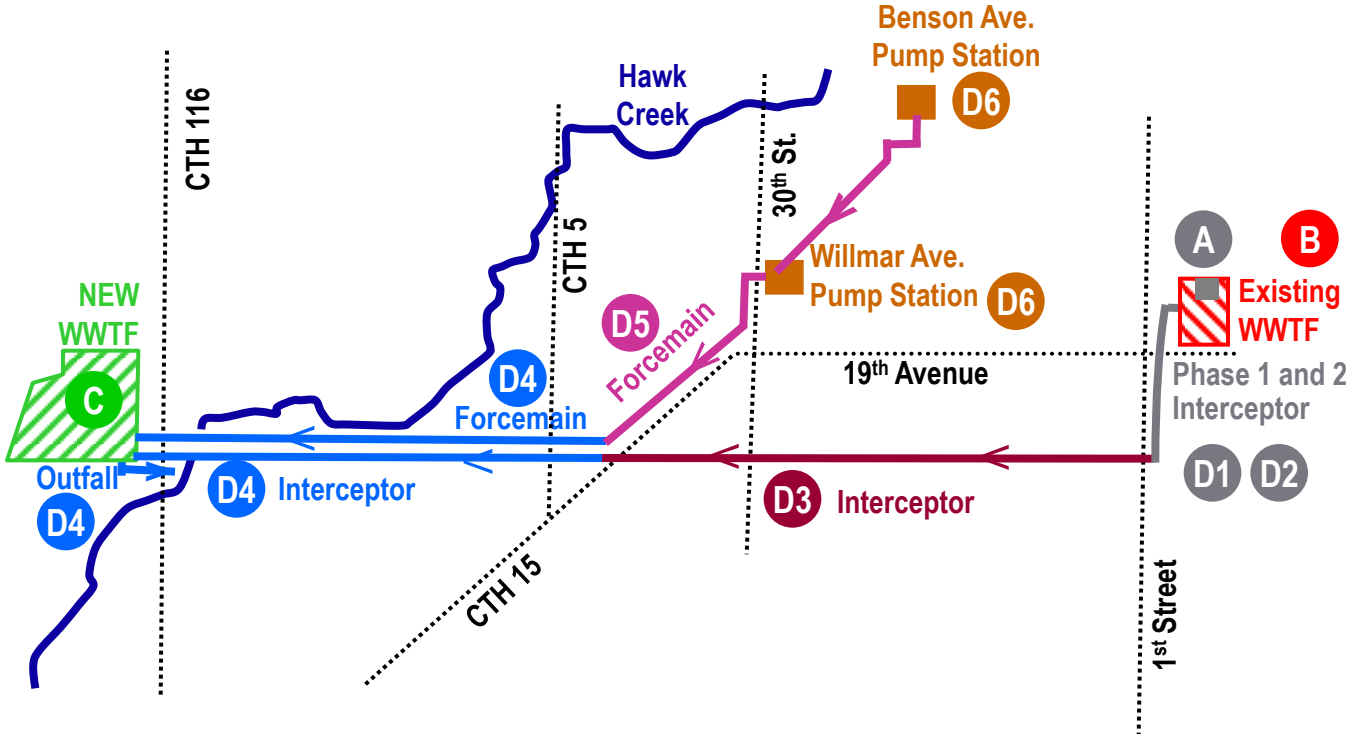 Benson Ave.
Pump Station
D6
Hawk
Creek
CTH 116
CTH 5
30th St.
A
B
Willmar Ave.
Pump Station
D6
Existing
WWTF
NEW
WWTF
C
D5
Forcemain
D4
Forcemain
19th Avenue
Phase 1 and 2
Interceptor
D1
D2
Outfall
D4
D4
Interceptor
D3
Interceptor
CTH 15
1st Street